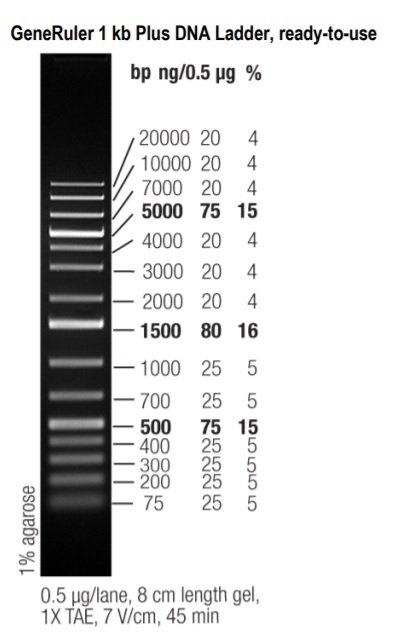 GeneRuler 1 kb Plus DNA Ladder, ready-to-use
bp ng/0.5 µg %
20000 20 4
10000 20 4
7000 20 4
5000 75 15
4000 20 4
3000 20 4
2000 20 4
1500 80 16
1000 25 5
700 25 5
500 75 15
400 25 5
300 25 5
200 25 5
75 25 5
1% agarose
0.5 µg/lane, 8 cm length gel,
1X TAE, 7 V/cm, 45 min